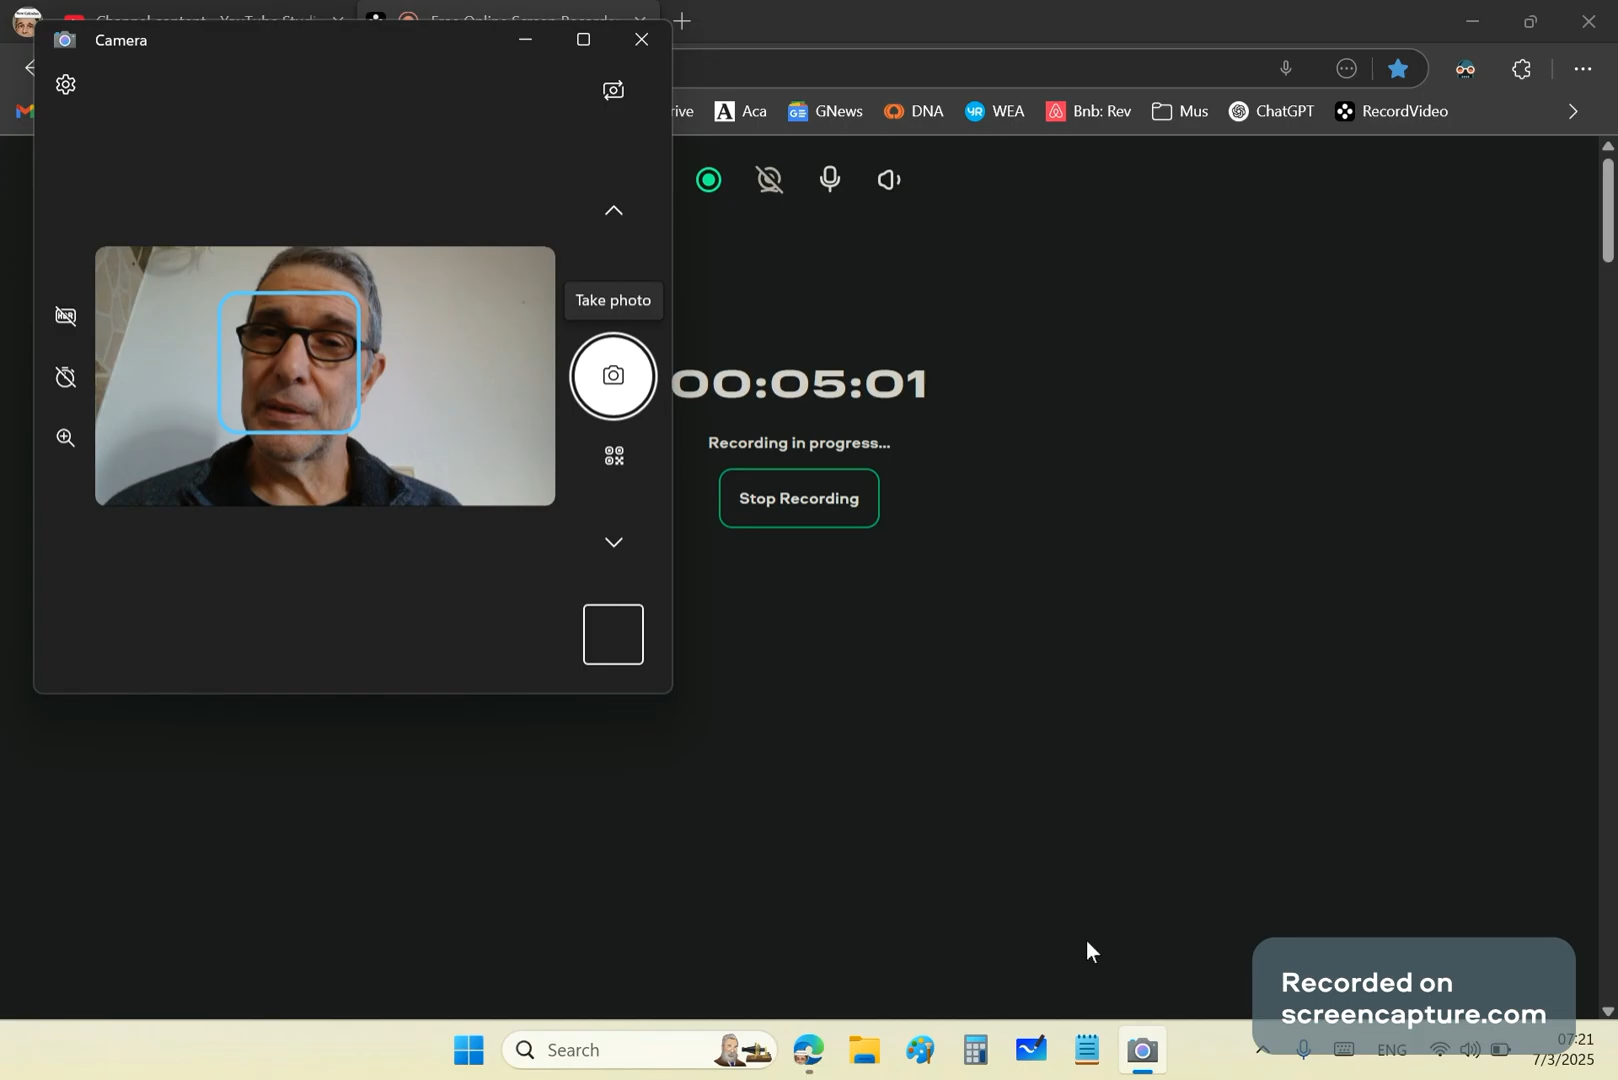 Camera
rive
Aca
GNews
DNA
WEA
Bnb: Rev
Mus
ChatGPT
RecordVideo
Take photo
00:05:01
Recording in progress...
Stop Recording
Recorded on
screencapture.com
Search
ENG
07:21
7/3/2025